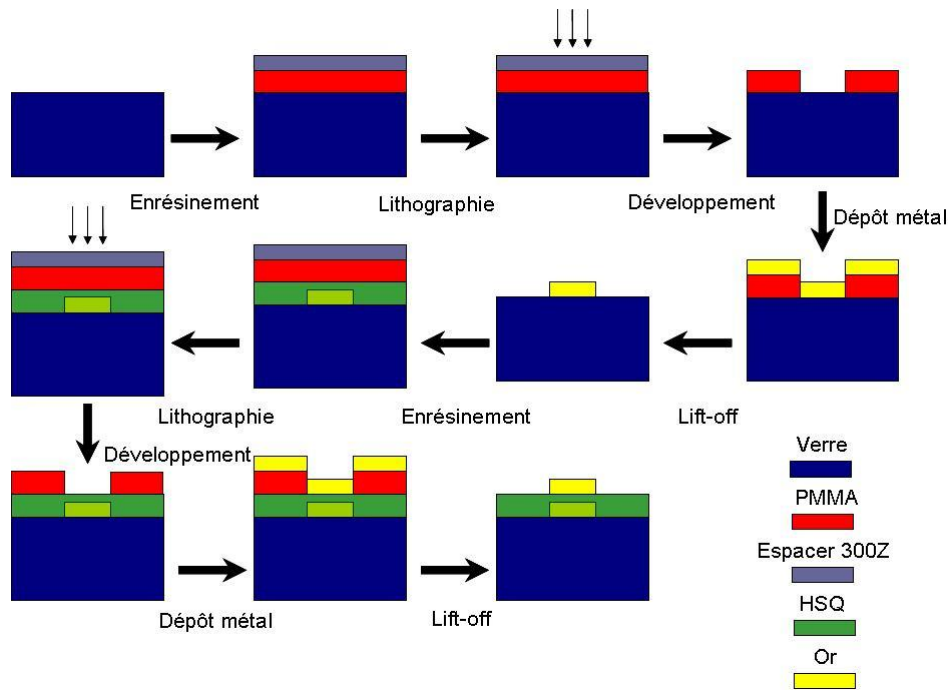 Enrésinement
Lithographie
Développement
Dépôt métal
Lithographie
Enrésinement
Lift-off
Développement
Dépôt métal
Lift-off
Verre
PMMA
Espacer 300Z
HSQ
Or